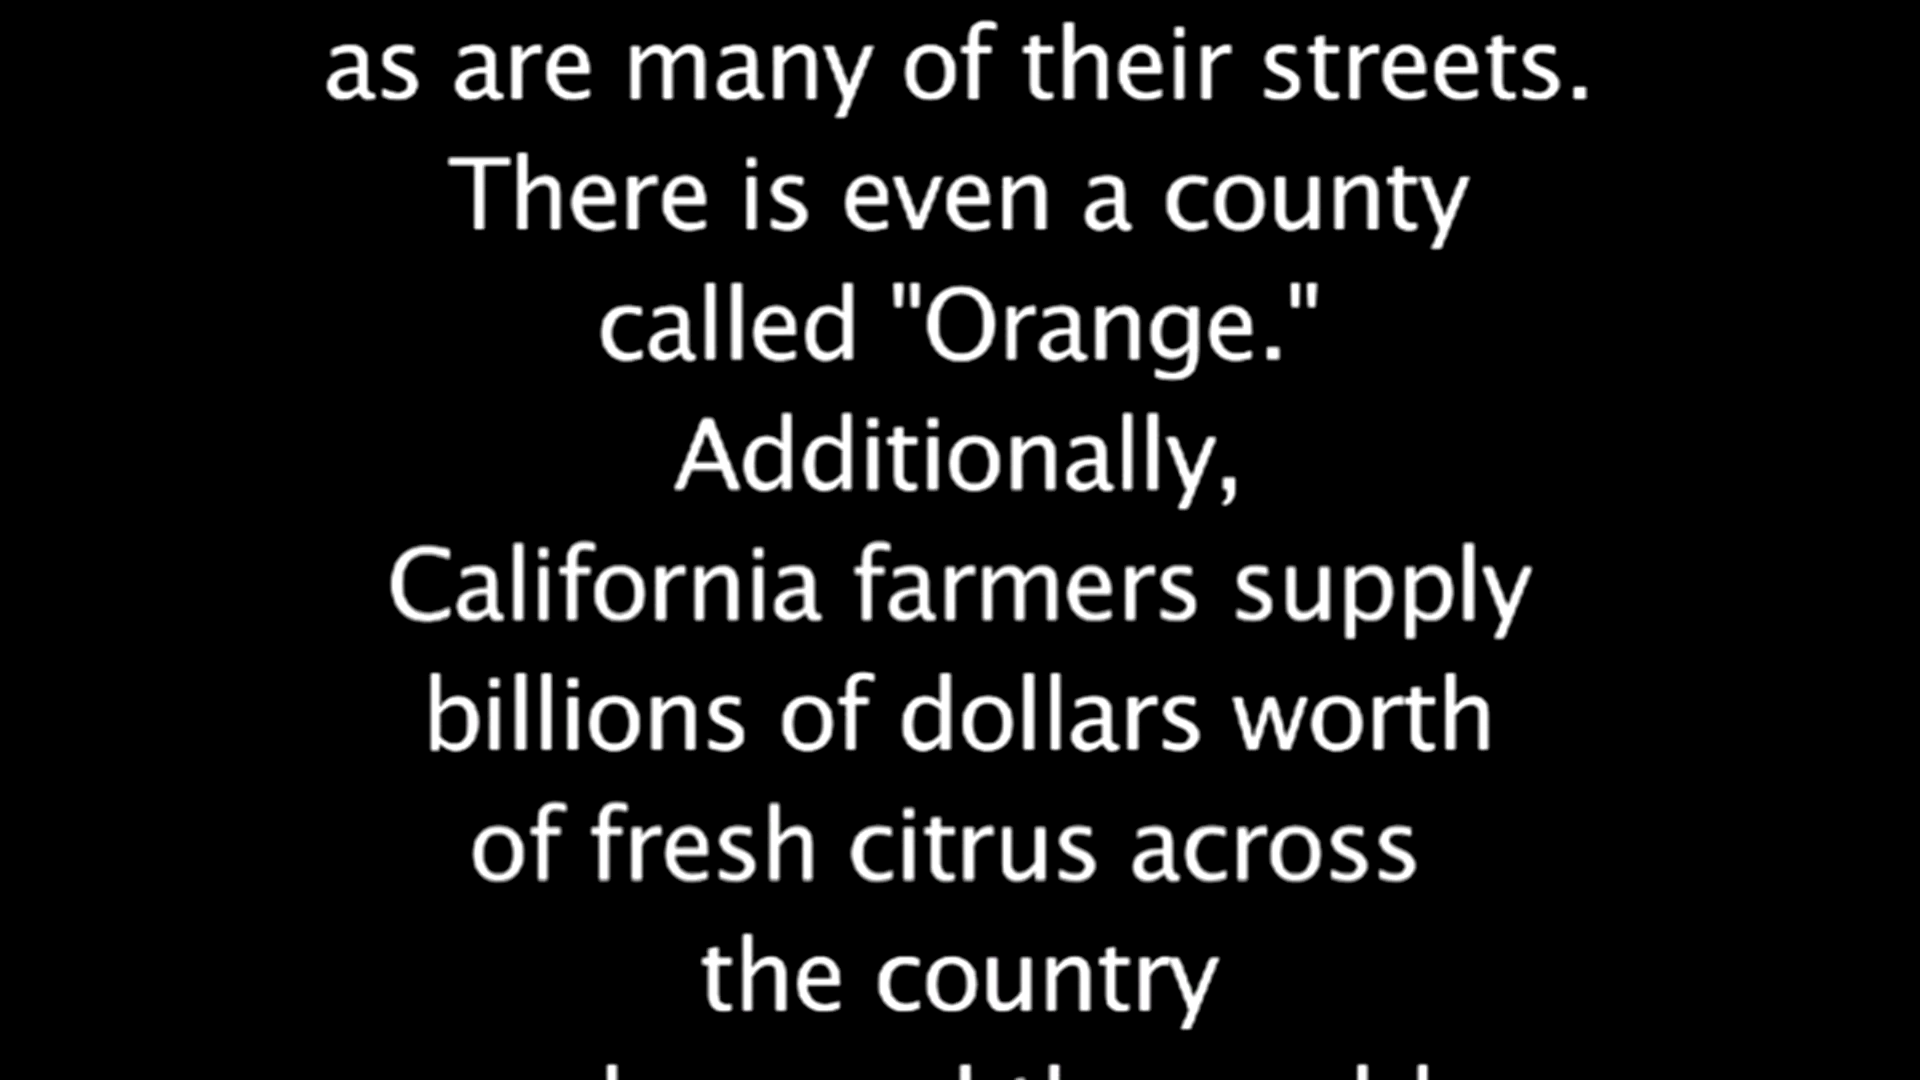 as are many of their streets.
There is even a county
called "Orange."
Additionally,
California farmers supply
billions of dollars worth
of fresh citrus across
the country